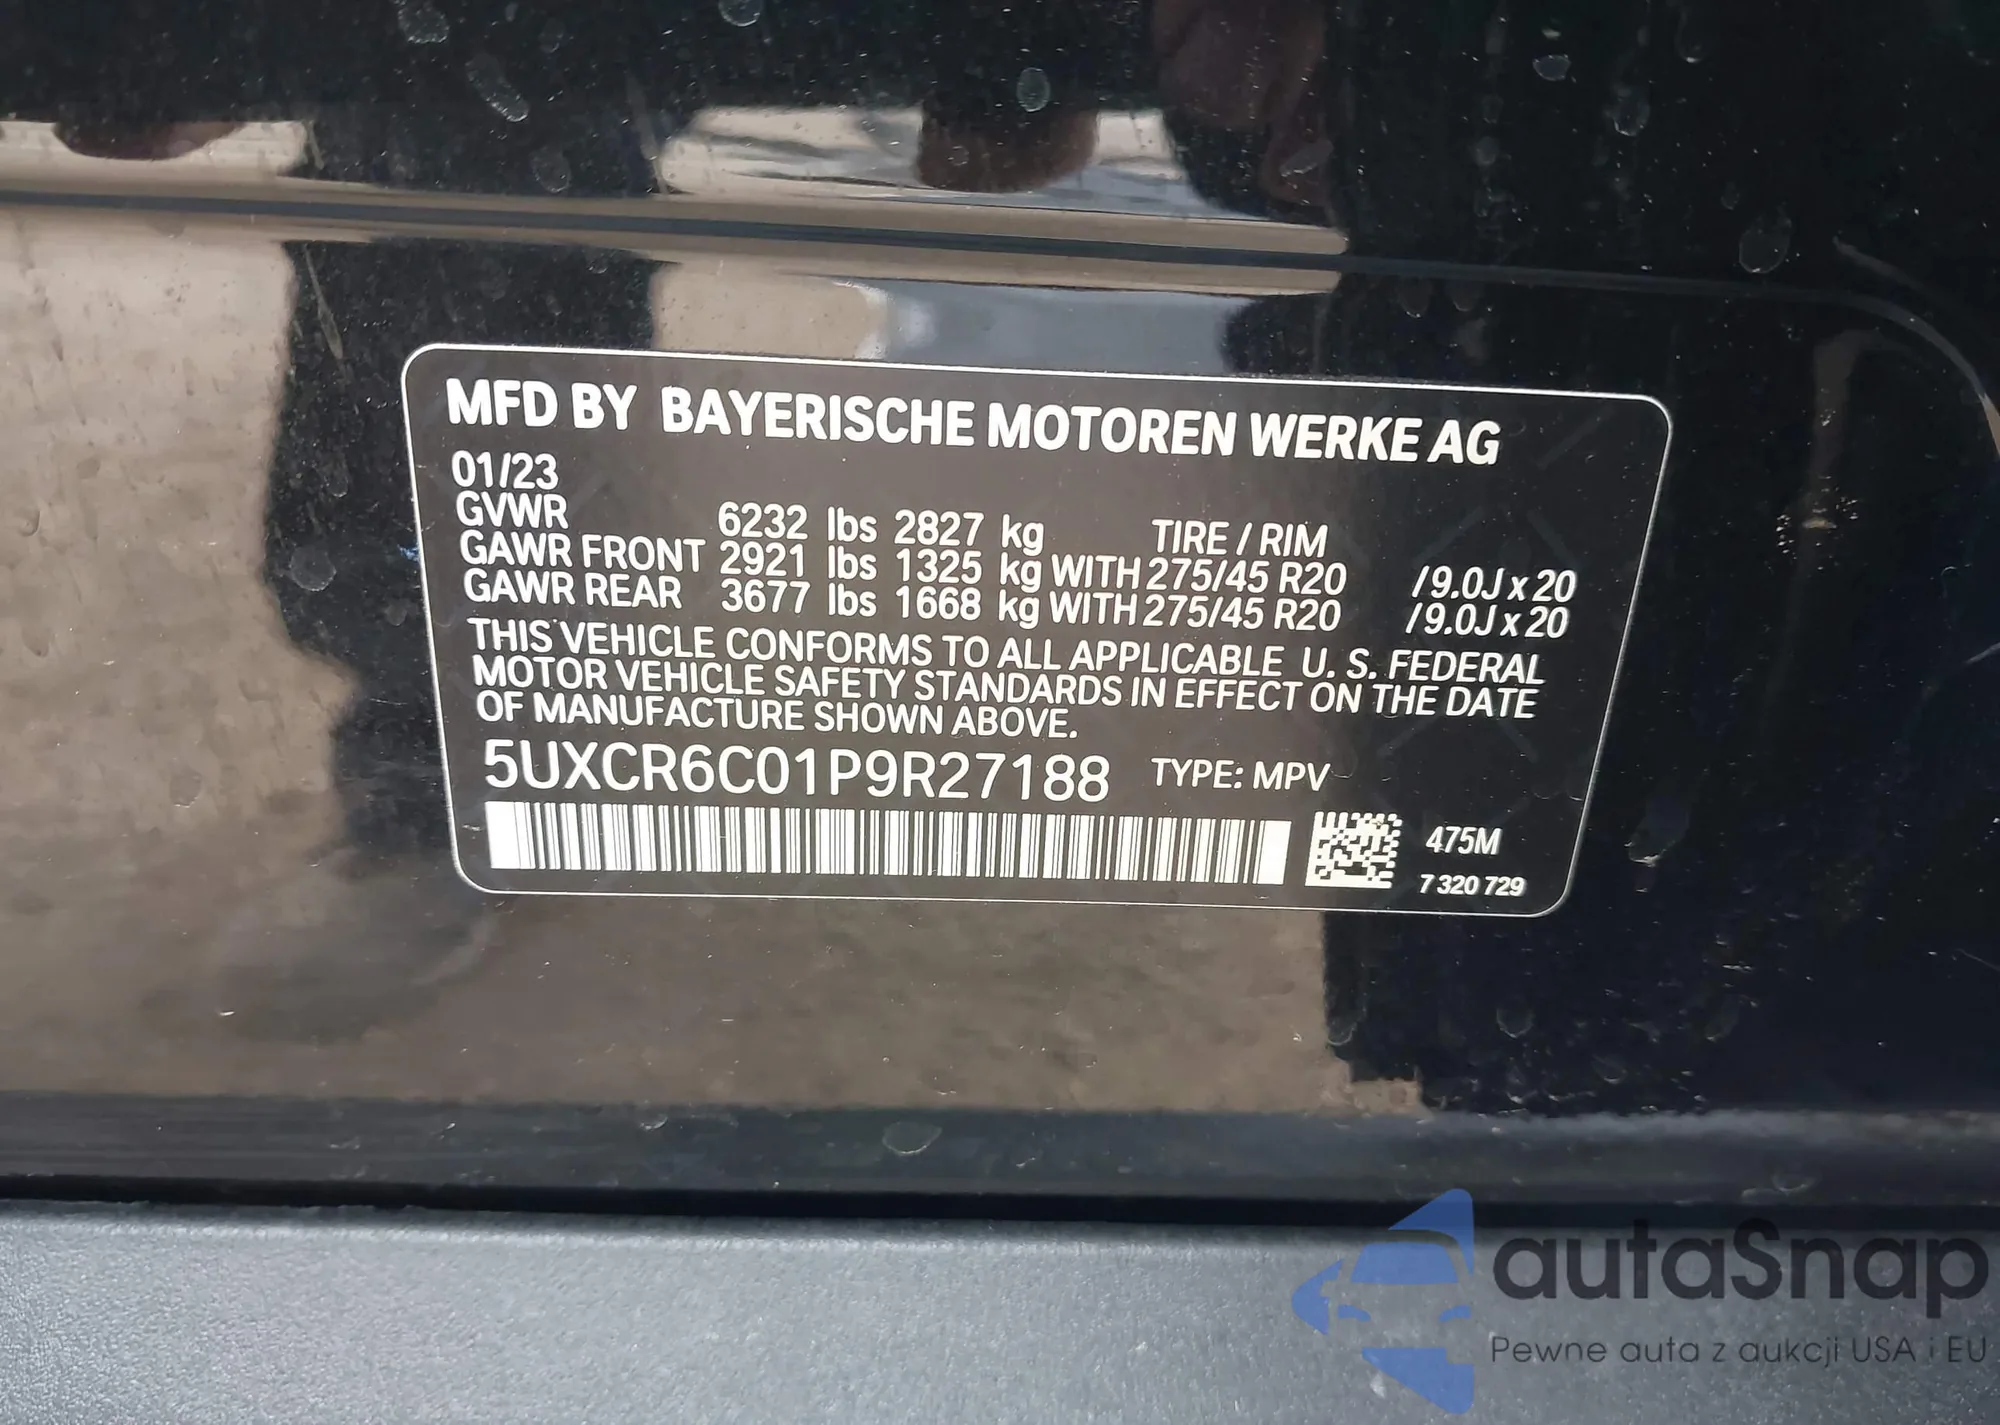 MFD BY BAYERISCHE MOTOREN WERKE AG
01/23
GVWR 6232 lbs 2827 kg TIRE / RIM
GAWR FRONT 2921 lbs 1325 kg WITH 275/45 R20 /9.0J x 20
GAWR REAR 3677 lbs 1668 kg WITH 275/45 R20 /9.0J x 20
THIS VEHICLE CONFORMS TO ALL APPLICABLE U. S. FEDERAL
MOTOR VEHICLE SAFETY STANDARDS IN EFFECT ON THE DATE
OF MANUFACTURE SHOWN ABOVE.
5UXCR6C01P9R27188 TYPE: MPV
475M
7 320 729
autaSnap
Pewne auta z aukcji USA i EU